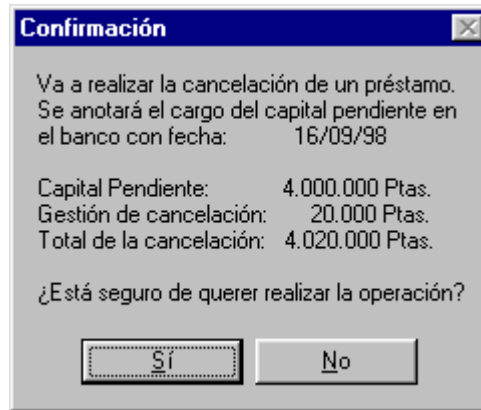 Confirmación
Va a realizar la cancelación de un préstamo.
Se anotará el cargo del capital pendiente en
el banco con fecha: 16/09/98
Capital Pendiente: 4.000.000 Ptas.
Gestión de cancelación: 20.000 Ptas.
Total de la cancelación: 4.020.000 Ptas.
¿Está seguro de querer realizar la operación?
Sí No